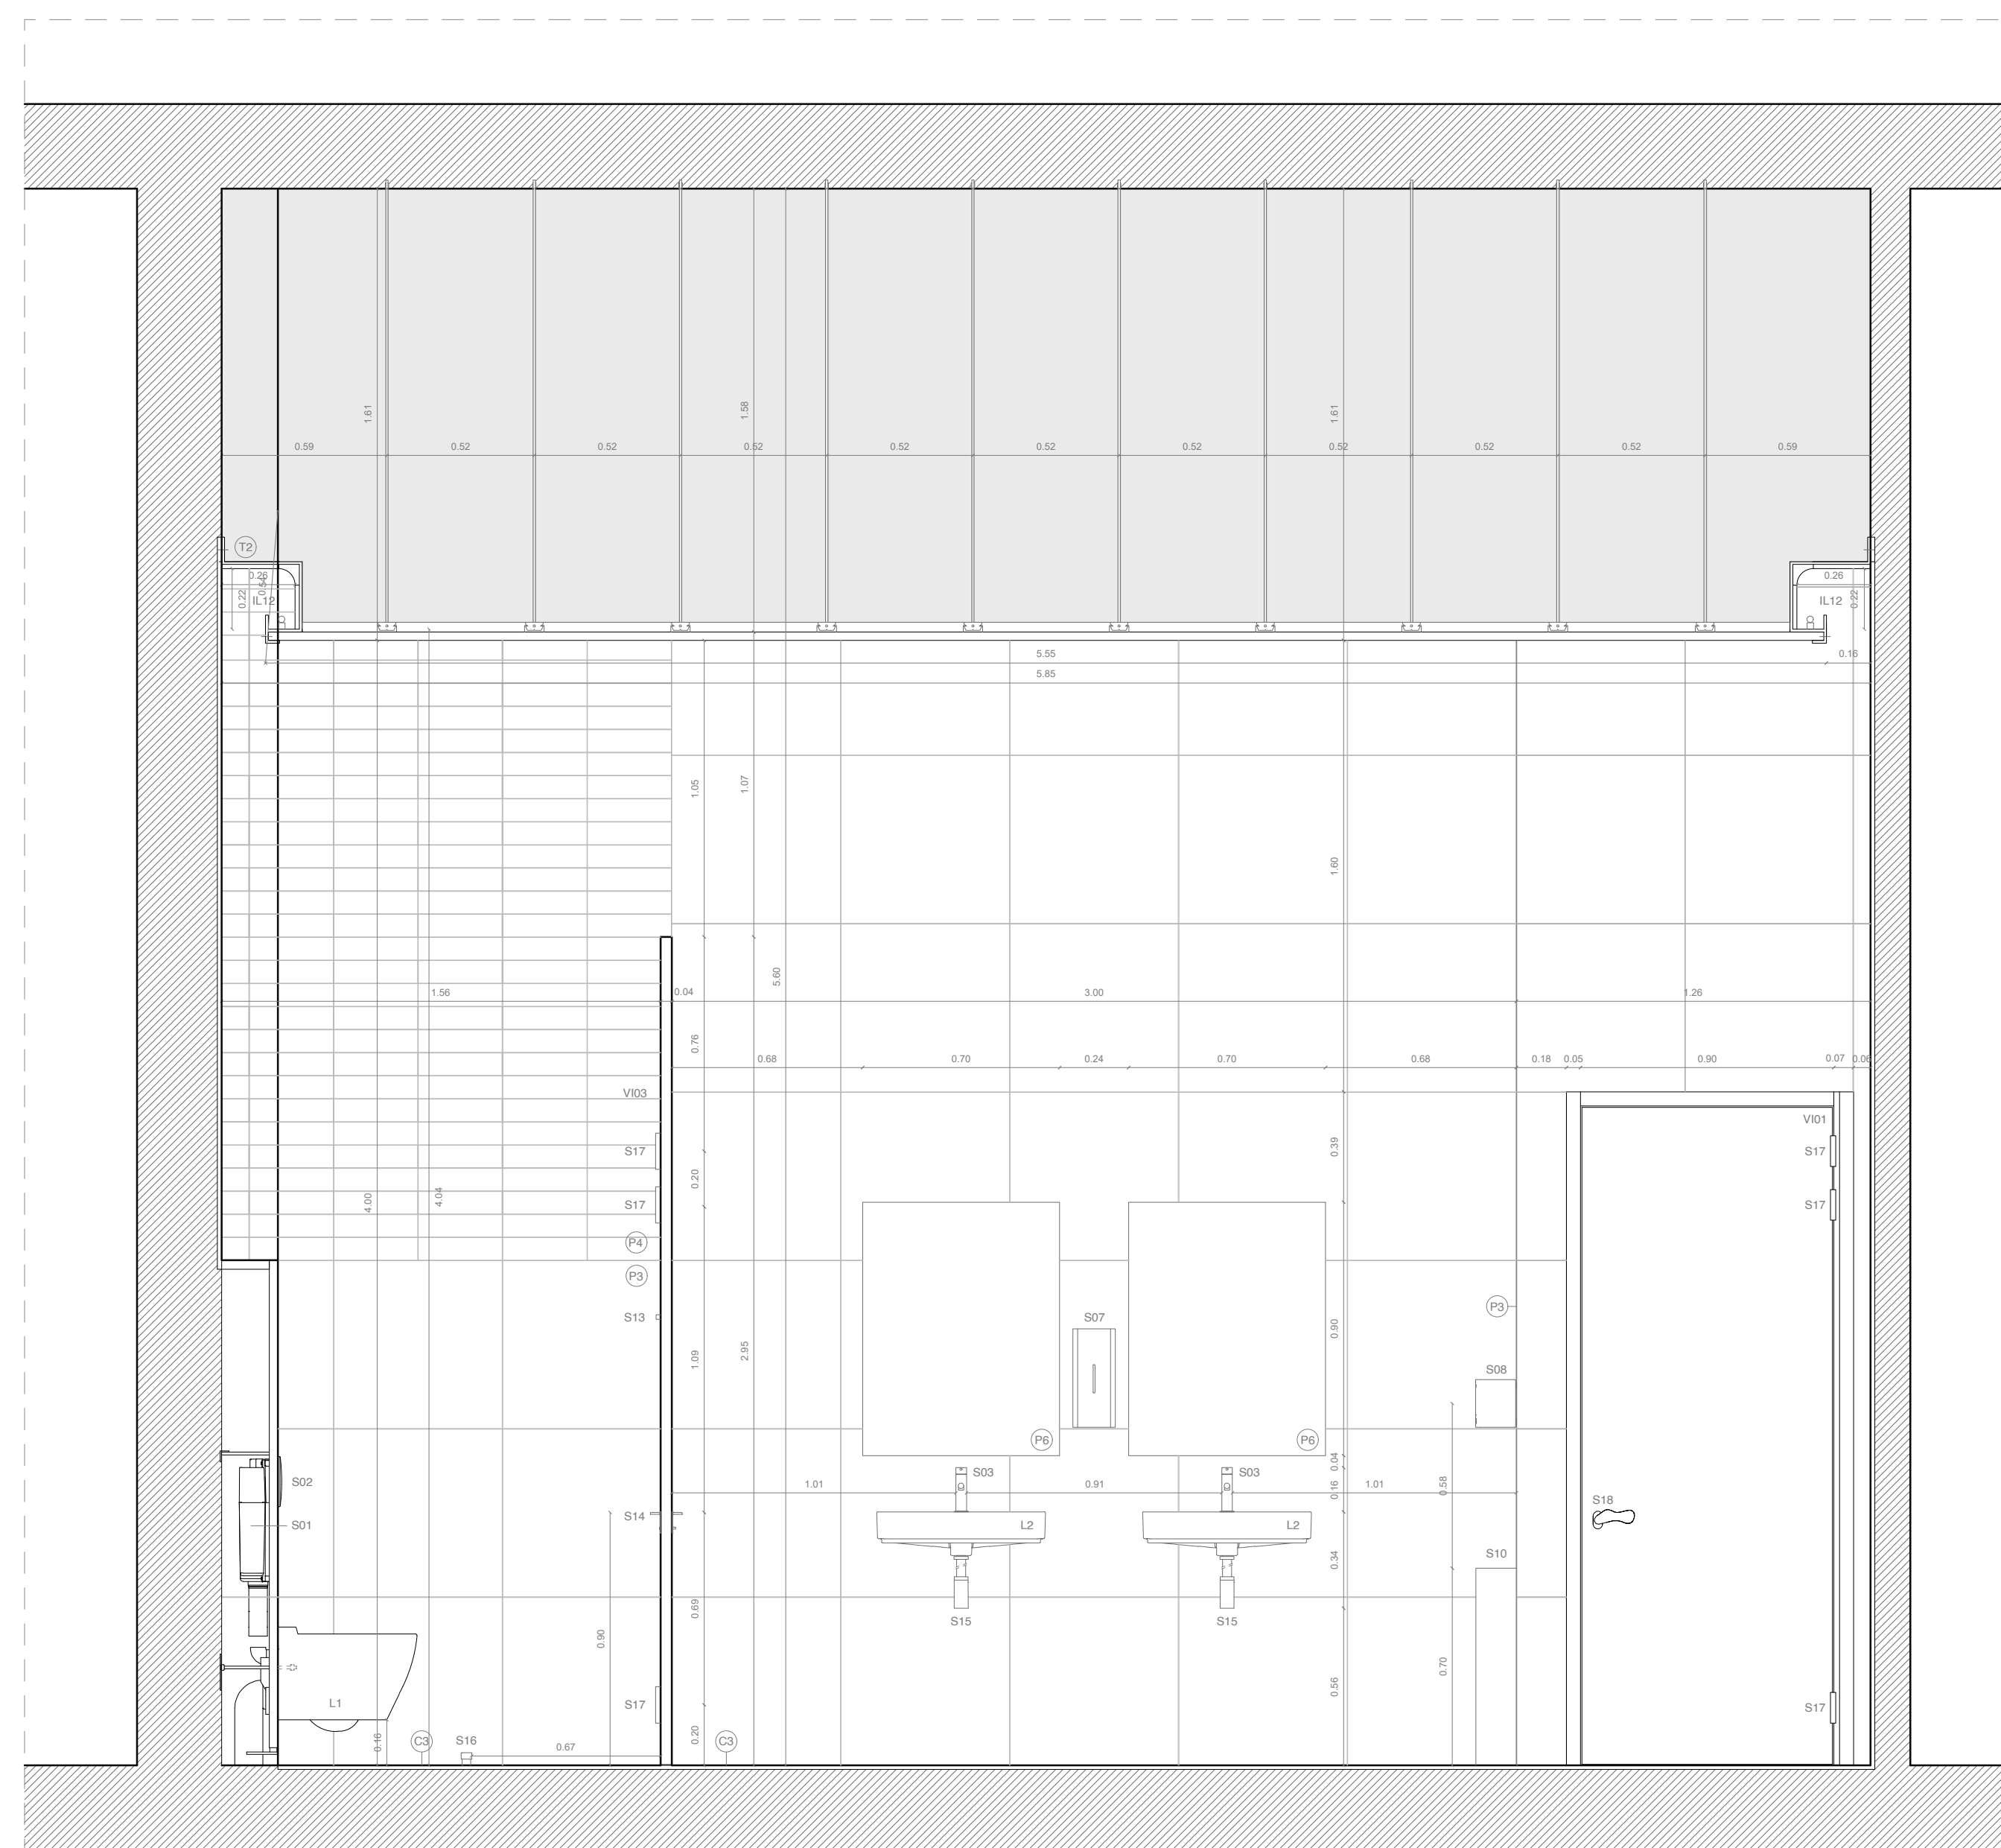 1.61
1.58
1.61
0.59
0.52
0.52
0.52
0.52
0.52
0.52
0.52
0.52
0.52
0.59
T2
0.26
0.54
0.22
IL12
0.26
IL12
0.22
5.55
0.16
5.85
1.05
1.07
1.60
5.60
1.56
0.04
3.00
1.26
0.76
0.68
0.70
0.24
0.70
0.68
0.18
0.05
0.90
0.07
0.06
VI03
VI01
S17
0.39
S17
0.20
4.00
4.04
S17
S17
P4
P3
P3
S13
S07
0.90
1.09
2.95
S08
P6
P6
S02
S03
S03
0.04
1.01
0.91
0.16
1.01
0.58
S18
S01
S14
L2
L2
0.34
S10
0.69
S15
S15
0.90
0.70
0.56
L1
S17
S17
0.16
C3
S16
0.67
0.20
C3